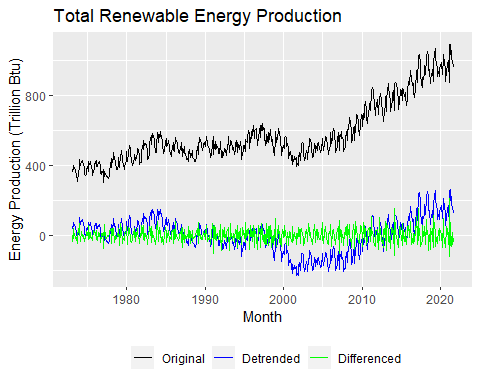 Total Renewable Energy Production
Energy Production (Trillion Btu)
800
400
0
1980 1990 2000 2010 2020
Month
Original Detrended Differenced